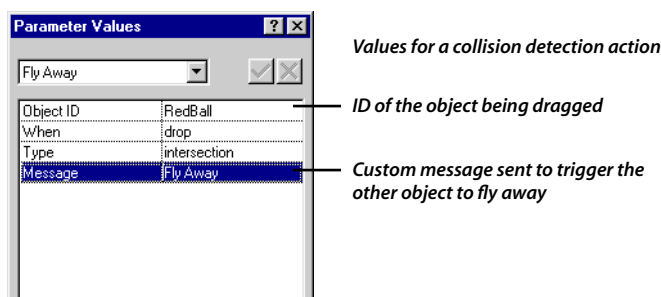 Parameter Values
Values for a collision detection action
Fly Away
Object ID RedBall
ID of the object being dragged
When drop
Type intersection
Message Fly Away
Custom message sent to trigger the
other object to fly away